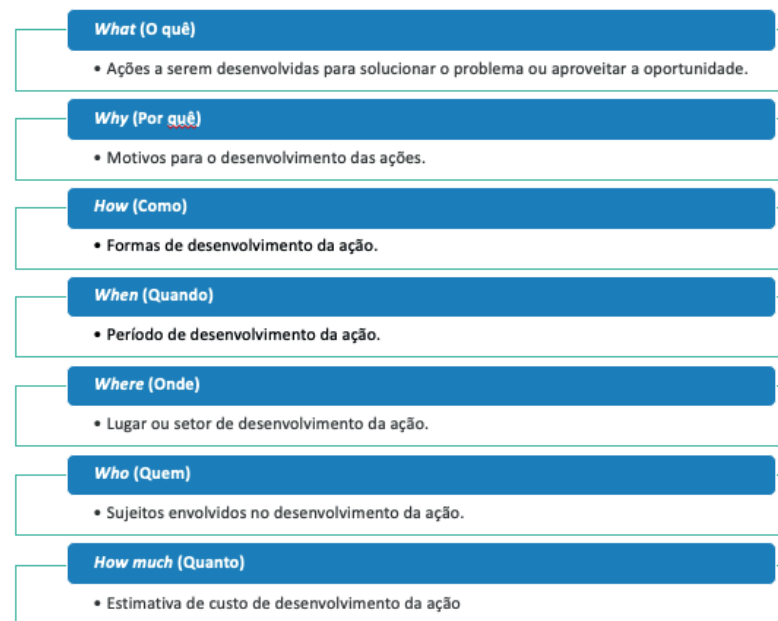 What (O quê)
• Ações a serem desenvolvidas para solucionar o problema ou aproveitar a oportunidade.
Why (Por quê)
• Motivos para o desenvolvimento das ações.
How (Como)
• Formas de desenvolvimento da ação.
When (Quando)
• Período de desenvolvimento da ação.
Where (Onde)
• Lugar ou setor de desenvolvimento da ação.
Who (Quem)
• Sujeitos envolvidos no desenvolvimento da ação.
How much (Quanto)
• Estimativa de custo de desenvolvimento da ação